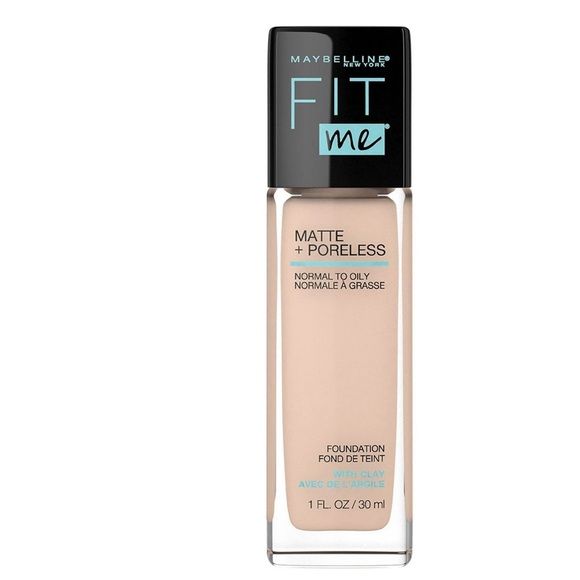 MAYBELLINE®
NEW YORK
FIT
me®
MATTE
+ PORELESS
NORMAL TO OILY
NORMALE À GRASSE
FOUNDATION
FOND DE TEINT
WITH CLAY
AVEC DE L'ARGILE
1 FL. OZ / 30 ml